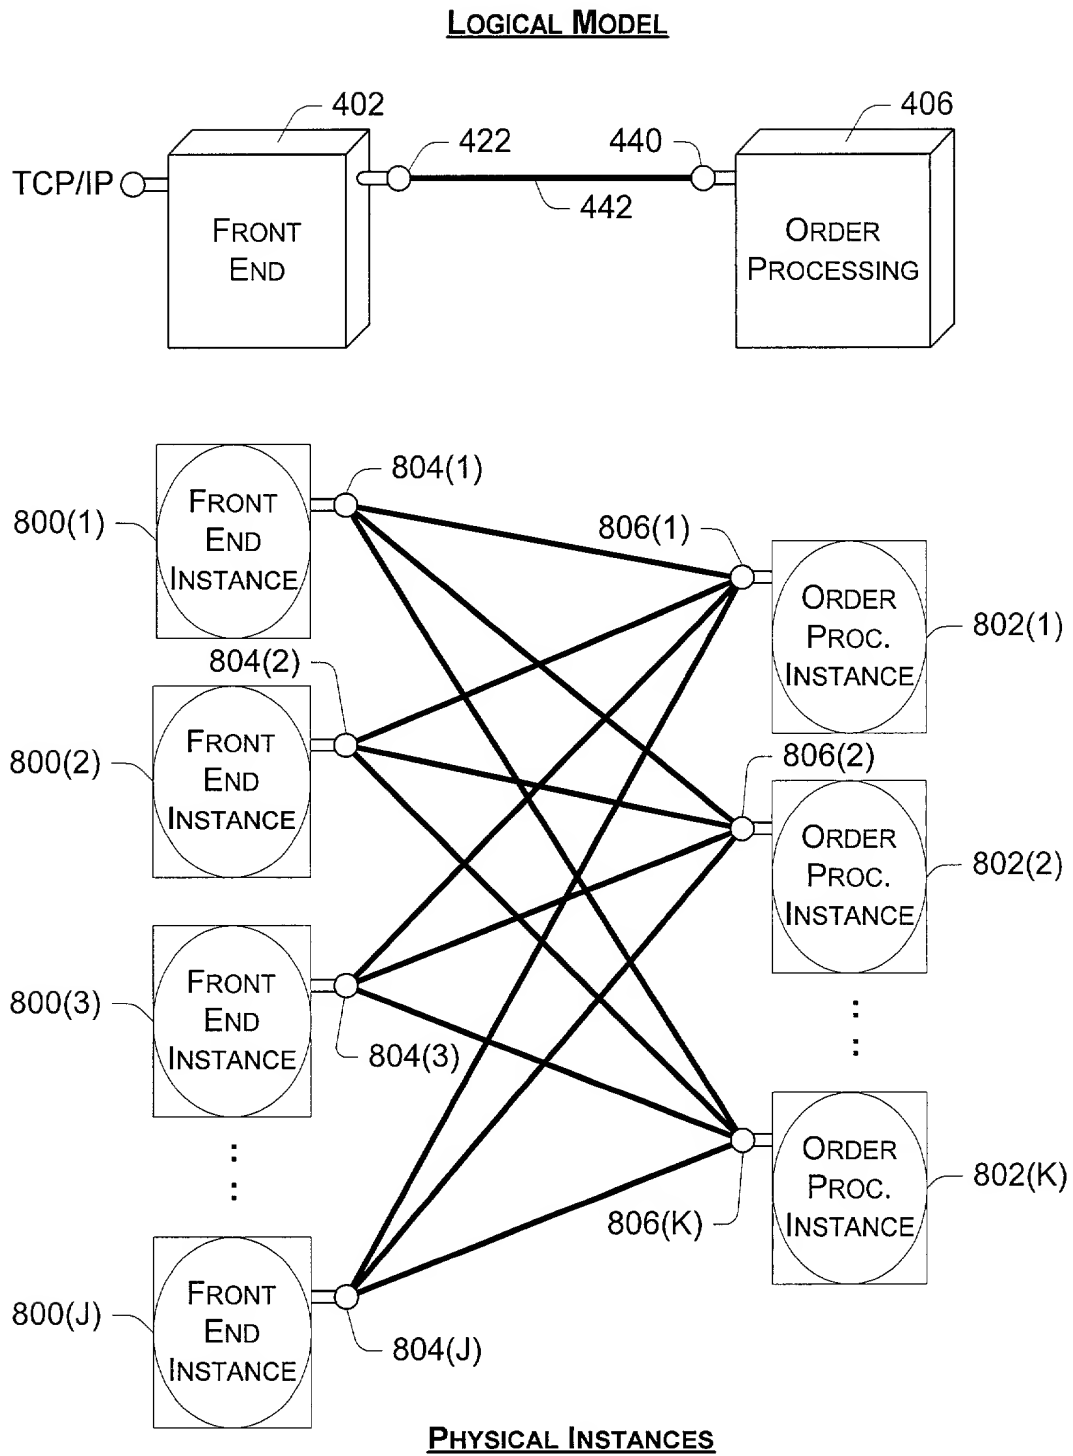 LOGICAL MODEL
402
406
TCP/IP
422
440
442
FRONT
END
ORDER
PROCESSING
804(1)
800(1)
FRONT
END
INSTANCE
806(1)
ORDER
PROC.
INSTANCE
802(1)
804(2)
800(2)
FRONT
END
INSTANCE
806(2)
ORDER
PROC.
INSTANCE
802(2)
800(3)
FRONT
END
INSTANCE
804(3)
ORDER
PROC.
INSTANCE
802(K)
806(K)
800(J)
FRONT
END
INSTANCE
804(J)
PHYSICAL INSTANCES